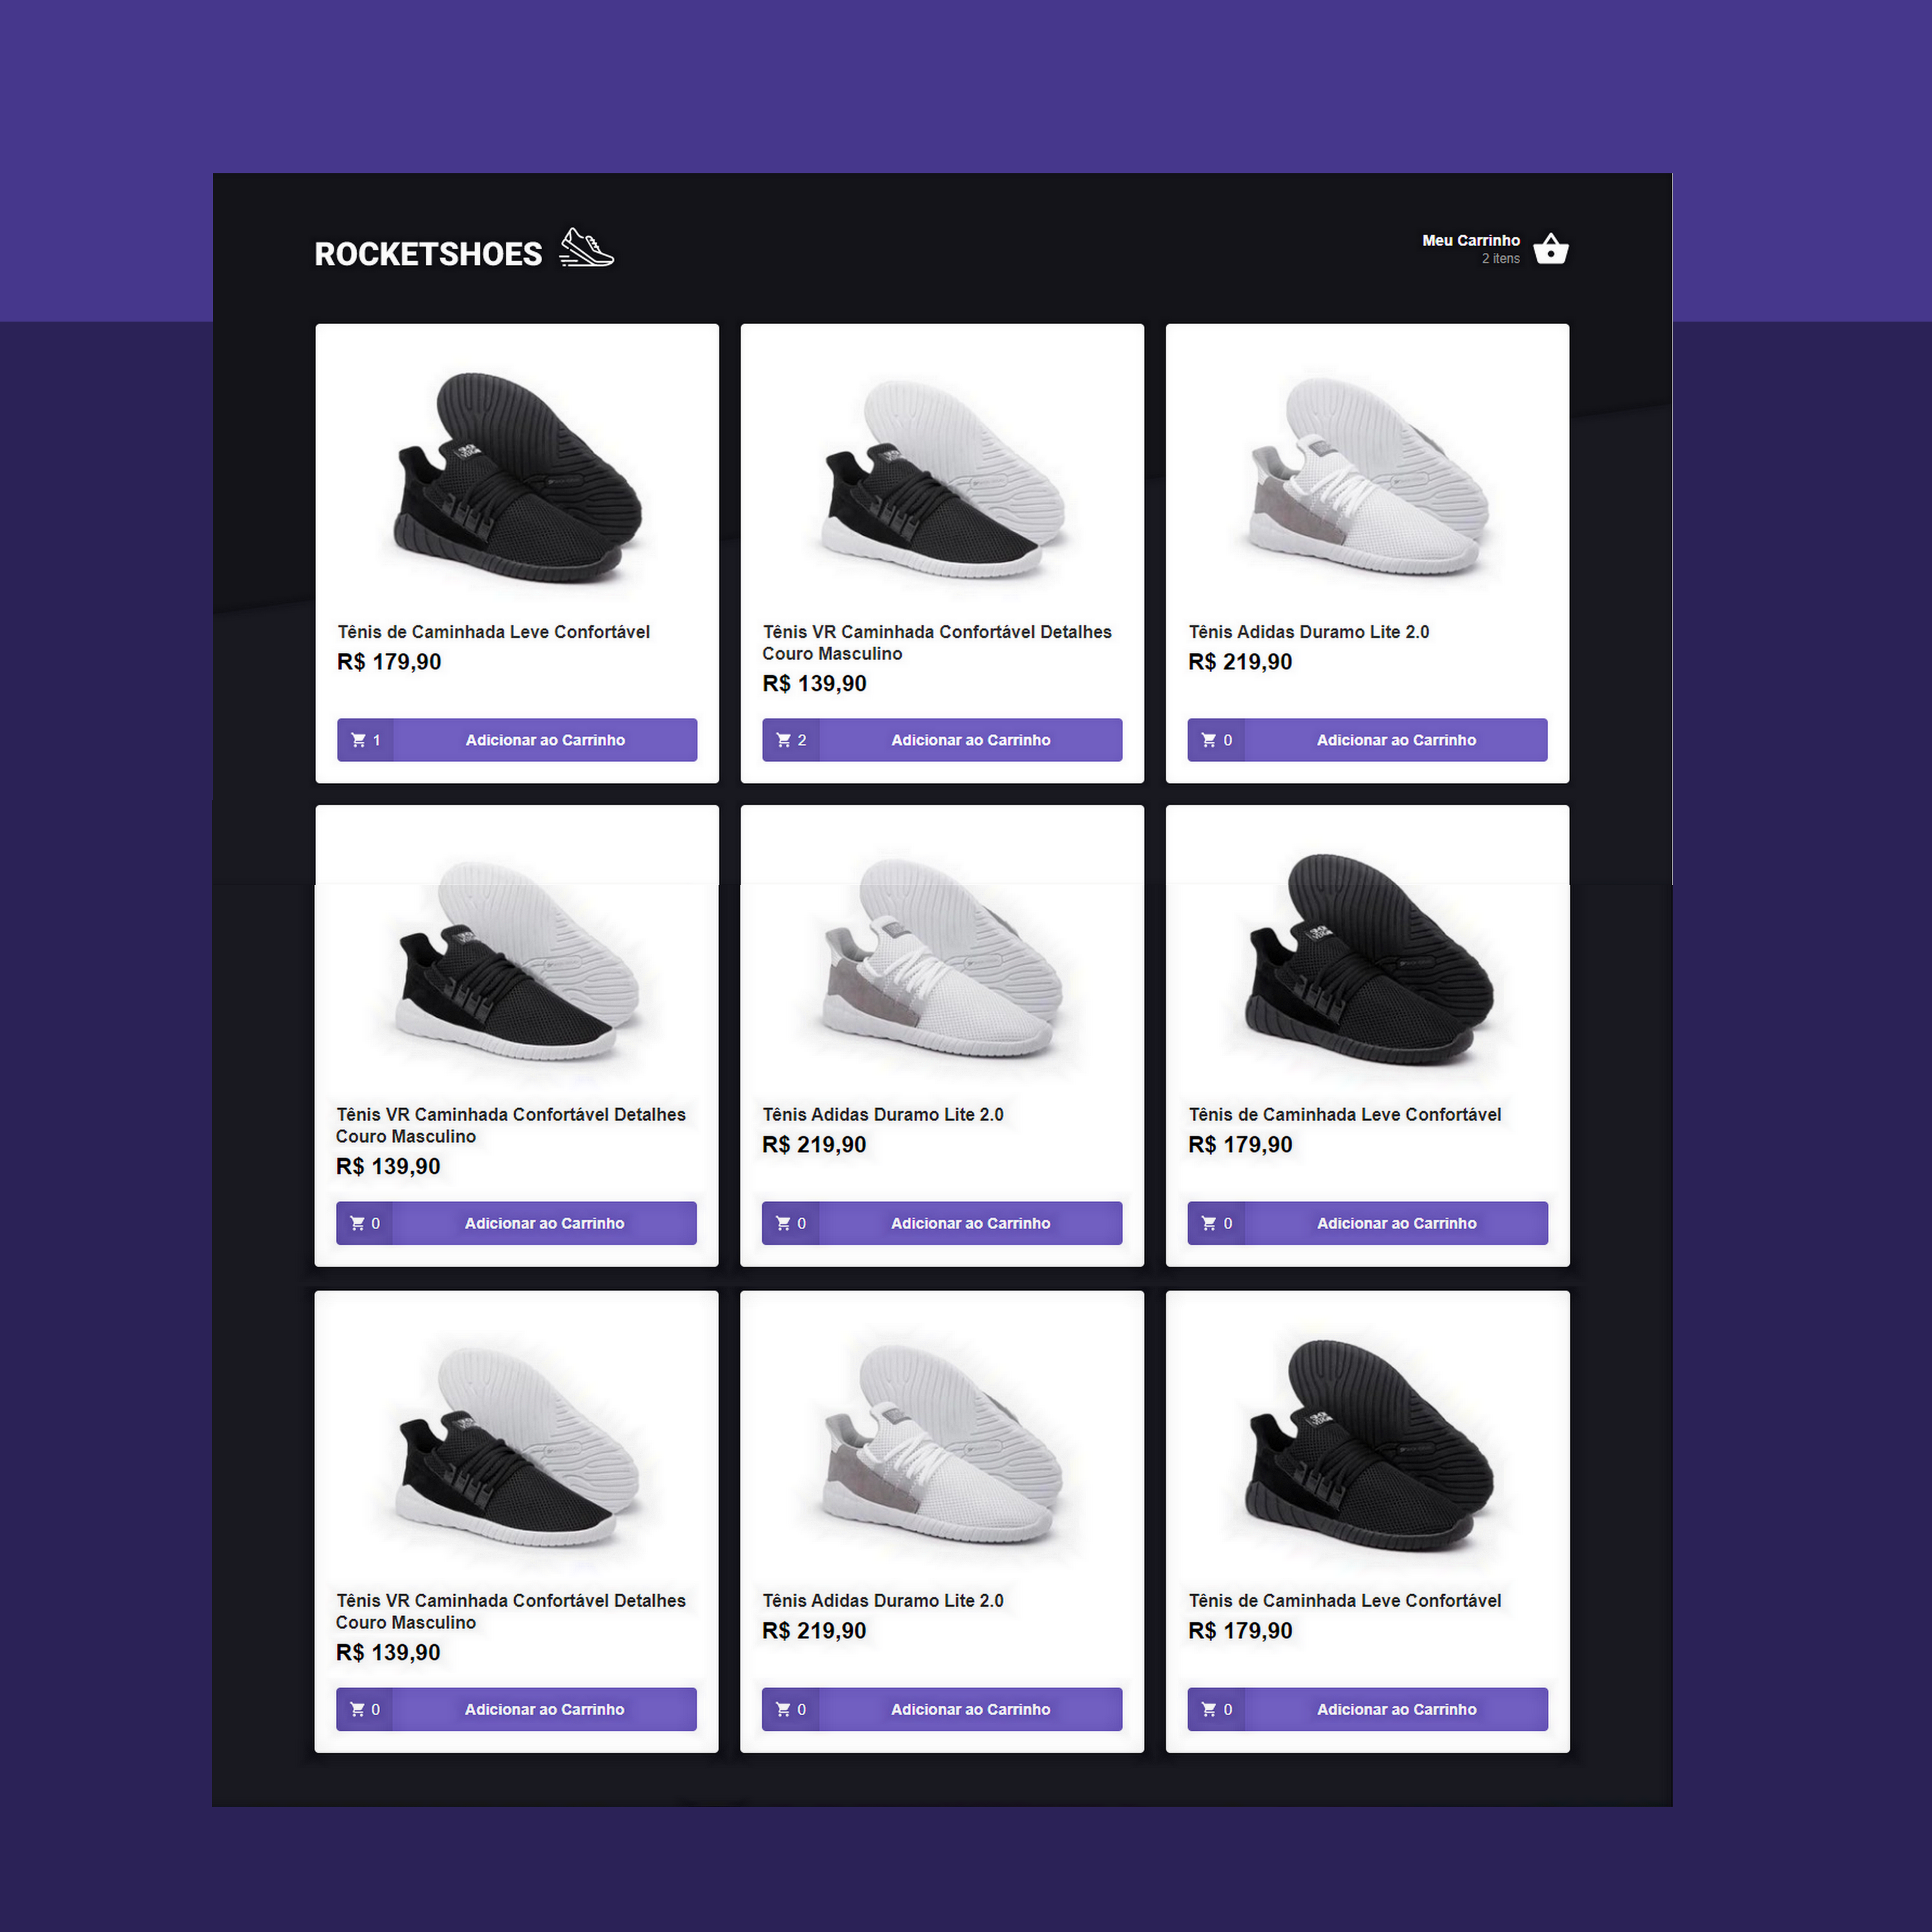 ROCKETSHOES
Meu Carrinho
2 itens
Tênis de Caminhada Leve Confortável
R$ 179,90
1 Adicionar ao Carrinho
Tênis VR Caminhada Confortável Detalhes
Couro Masculino
R$ 139,90
2 Adicionar ao Carrinho
Tênis Adidas Duramo Lite 2.0
R$ 219,90
0 Adicionar ao Carrinho
Tênis VR Caminhada Confortável Detalhes
Couro Masculino
R$ 139,90
0 Adicionar ao Carrinho
Tênis Adidas Duramo Lite 2.0
R$ 219,90
0 Adicionar ao Carrinho
Tênis de Caminhada Leve Confortável
R$ 179,90
0 Adicionar ao Carrinho
Tênis VR Caminhada Confortável Detalhes
Couro Masculino
R$ 139,90
0 Adicionar ao Carrinho
Tênis Adidas Duramo Lite 2.0
R$ 219,90
0 Adicionar ao Carrinho
Tênis de Caminhada Leve Confortável
R$ 179,90
0 Adicionar ao Carrinho